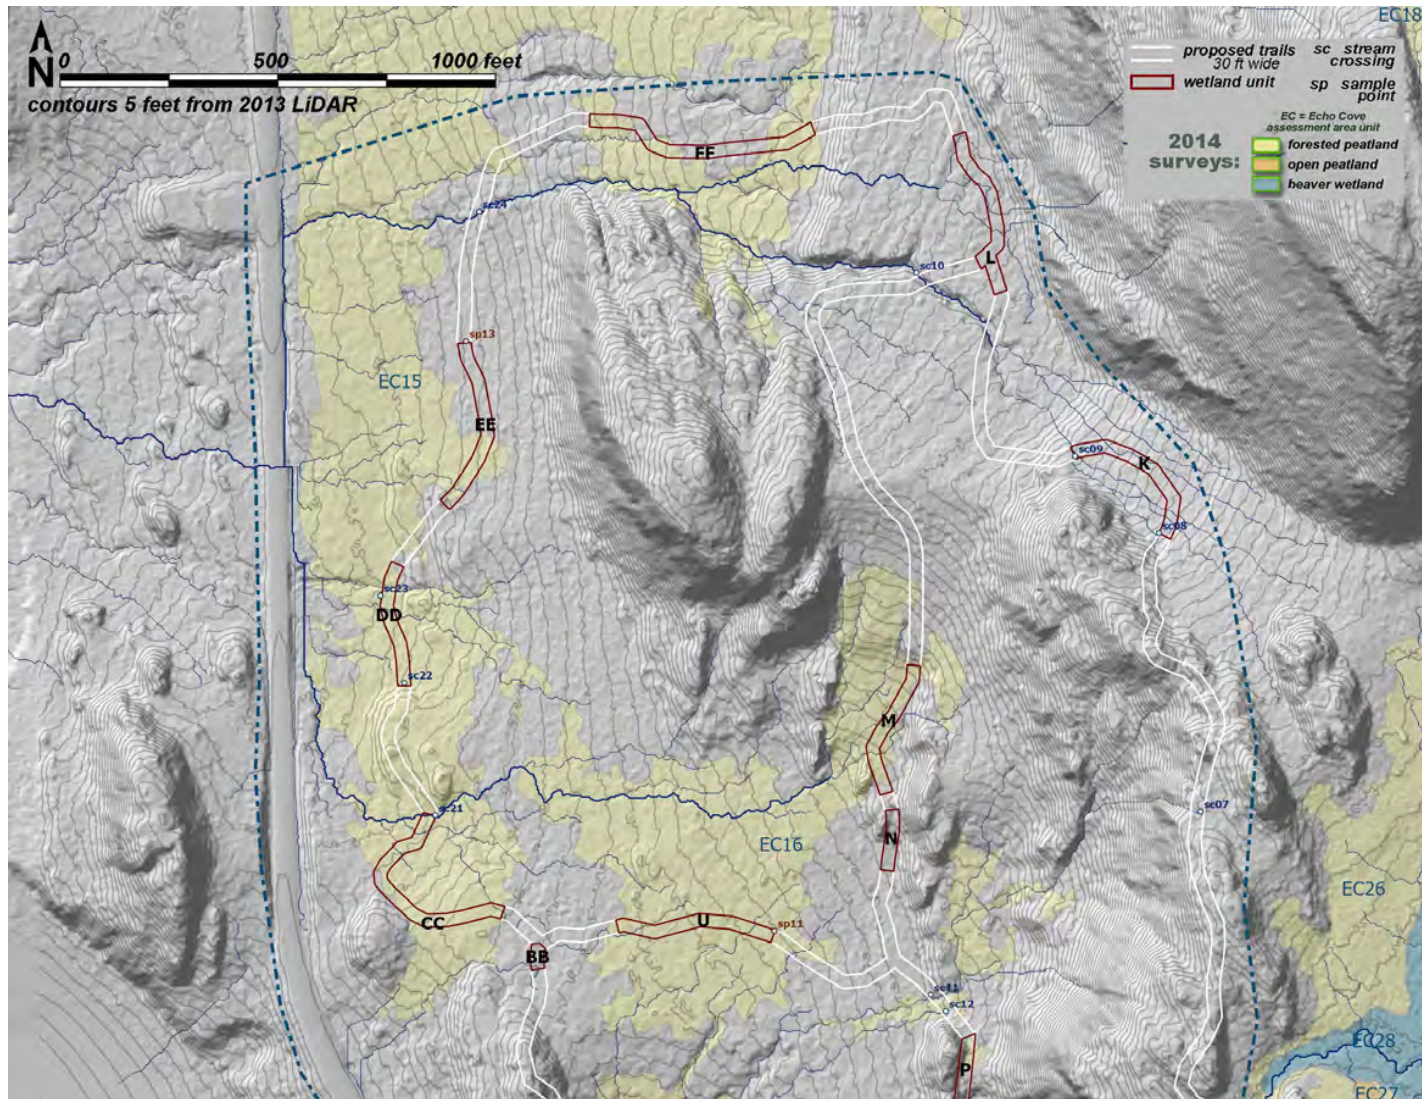 EC18
N
0 500 1000 feet
contours 5 feet from 2013 LiDAR
proposed trails
30 ft wide
sc stream
crossing
wetland unit
sp sample
point
EC = Echo Cove
assessment area unit
2014
surveys:
forested peatland
open peatland
beaver wetland
FF
sc24
L
sc10
sp13
EC15
EE
sc09
K
sc08
sc23
DD
sc22
M
sc21
sc07
N
EC16
EC26
CC
U
sp11
BB
sc11
sc12
EC28
P
EC27